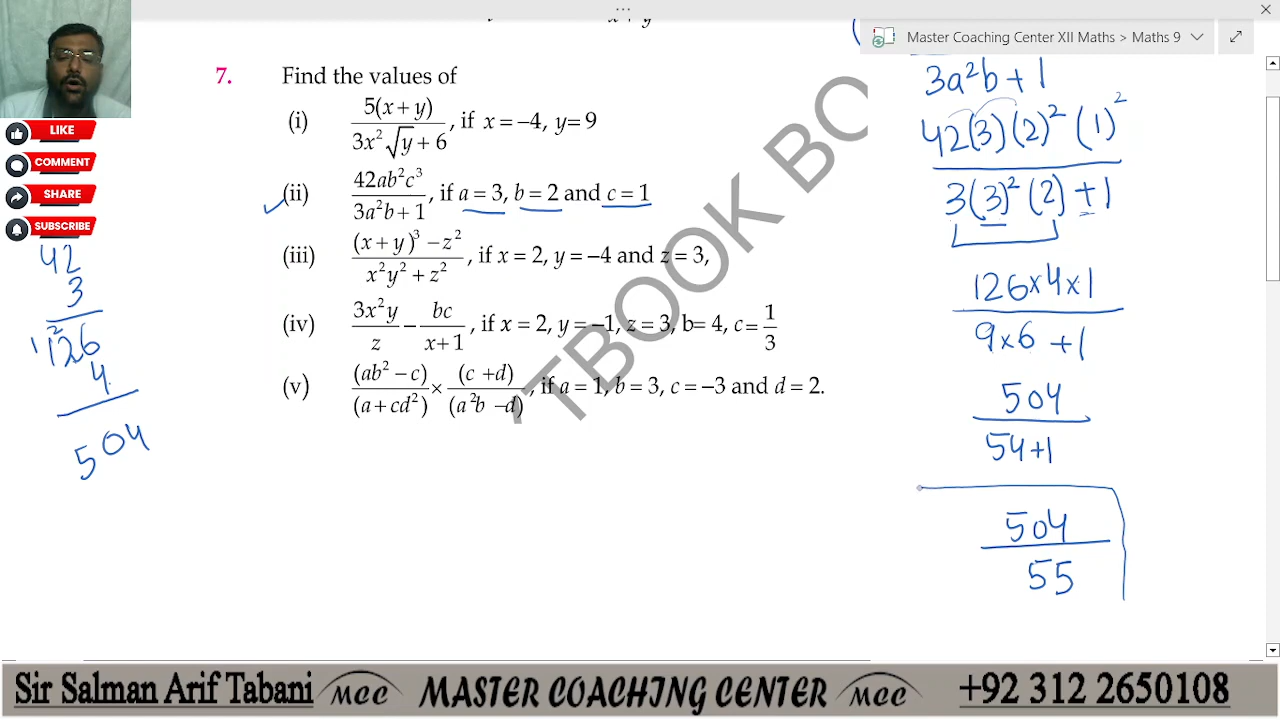 Master Coaching Center XII Maths > Maths 9
7. Find the values of
(i) 5(x + y) / 3x² √y + 6 , if x = −4, y = 9
(ii) 42ab²c³ / 3a²b + 1 , if a = 3, b = 2 and c = 1
(iii) (x + y)³ − z² / x²y² + z² , if x = 2, y = −4 and z = 3,
(iv) 3x²y / z − bc / x + 1 , if x = 2, y = −1, z = 3, b= 4, c = 1/3
(v) (ab² − c) / (a + cd²) × (c + d) / (a²b − d) , if a = 1, b = 3, c = −3 and d = 2.
TBOOK BO
LIKE
COMMENT
SHARE
SUBSCRIBE
42
3
1 2
126
4
504
3a²b + 1
42(3)(2)²(1)²
3(3)²(2) + 1
126×4×1
9×6 + 1
504
54+1
504
55
Sir Salman Arif Tabani MCC MASTER COACHING CENTER MCC +92 312 2650108